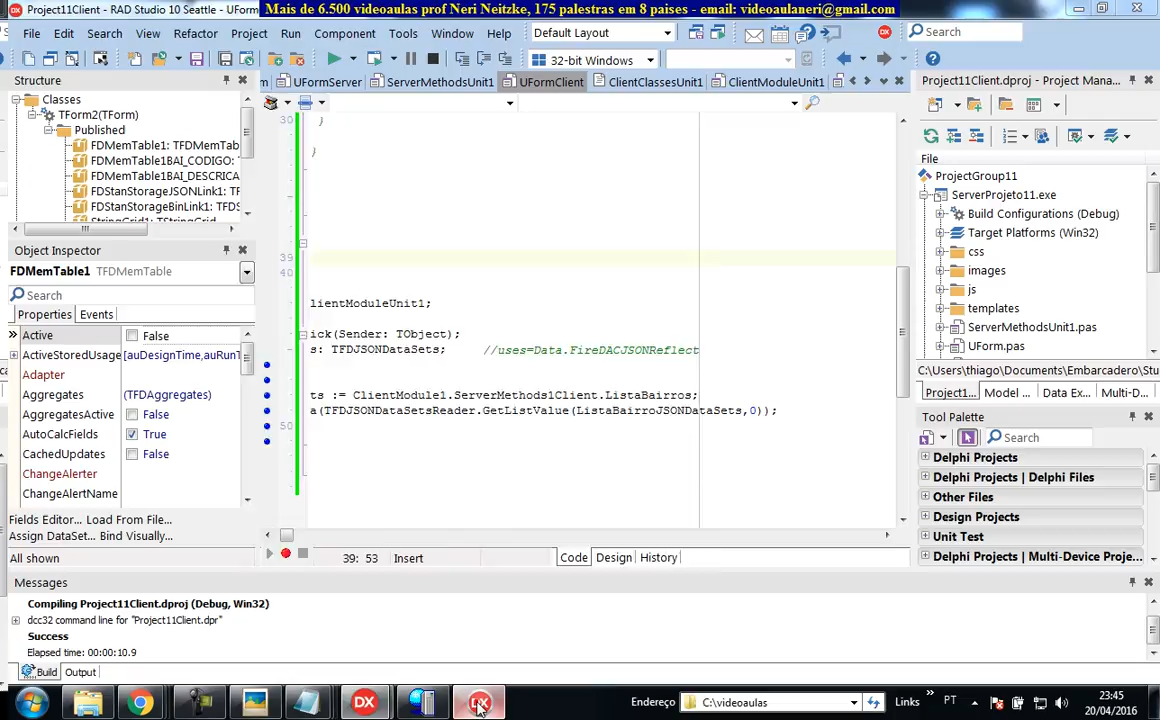 Project11Client - RAD Studio 10 Seattle - UForm
Mais de 6.500 videoaulas prof Neri Neitzke, 175 palestras em 8 paises - email: videoaulaneri@gmail.com
File Edit Search View Refactor Project Run Component Tools Window Help
Default Layout
Search
32-bit Windows
Structure
UFormServer ServerMethodsUnit1 UFormClient ClientClassesUnit1 ClientModuleUnit1
Project11Client.dproj - Project Mana...
Classes
TForm2(TForm)
Published
FDMemTable1: TFDMemTab
FDMemTable1BAI_CODIGO:
FDMemTable1BAI_DESCRICA
FDStanStorageJSONLink1: TF
FDStanStorageBinLink1: TFDS
StringGrid1: TStringGrid
30 }
}
39
40
lientModuleUnit1;
ick(Sender: TObject);
s: TFDJSONDataSets; //uses=Data.FireDACJSONReflect
ts := ClientModule1.ServerMethods1Client.ListaBairros;
a(TFDJSONDataSetsReader.GetListValue(ListaBairroJSONDataSets,0));
50
File
ProjectGroup11
ServerProjeto11.exe
Build Configurations (Debug)
Target Platforms (Win32)
css
images
js
templates
ServerMethodsUnit1.pas
UForm.pas
C:\Users\thiago\Documents\Embarcadero\Stu
Project1... Model ... Data Ex... Multi-D...
Object Inspector
FDMemTable1 TFDMemTable
Search
Properties Events
Active False
ActiveStoredUsage [auDesignTime,auRunT
Adapter
Aggregates (TFDAggregates)
AggregatesActive False
AutoCalcFields True
CachedUpdates False
ChangeAlerter
ChangeAlertName
Fields Editor... Load From File...
Assign DataSet... Bind Visually...
All shown
39: 53 Insert
Code Design History
Tool Palette
Search
Delphi Projects
Delphi Projects | Delphi Files
Other Files
Design Projects
Unit Test
Delphi Projects | Multi-Device Proje...
Messages
Compiling Project11Client.dproj (Debug, Win32)
dcc32 command line for "Project11Client.dpr"
Success
Elapsed time: 00:00:10.9
Build Output
DX
DX
Endereço C:\videoaulas
Links
PT
23:45
20/04/2016